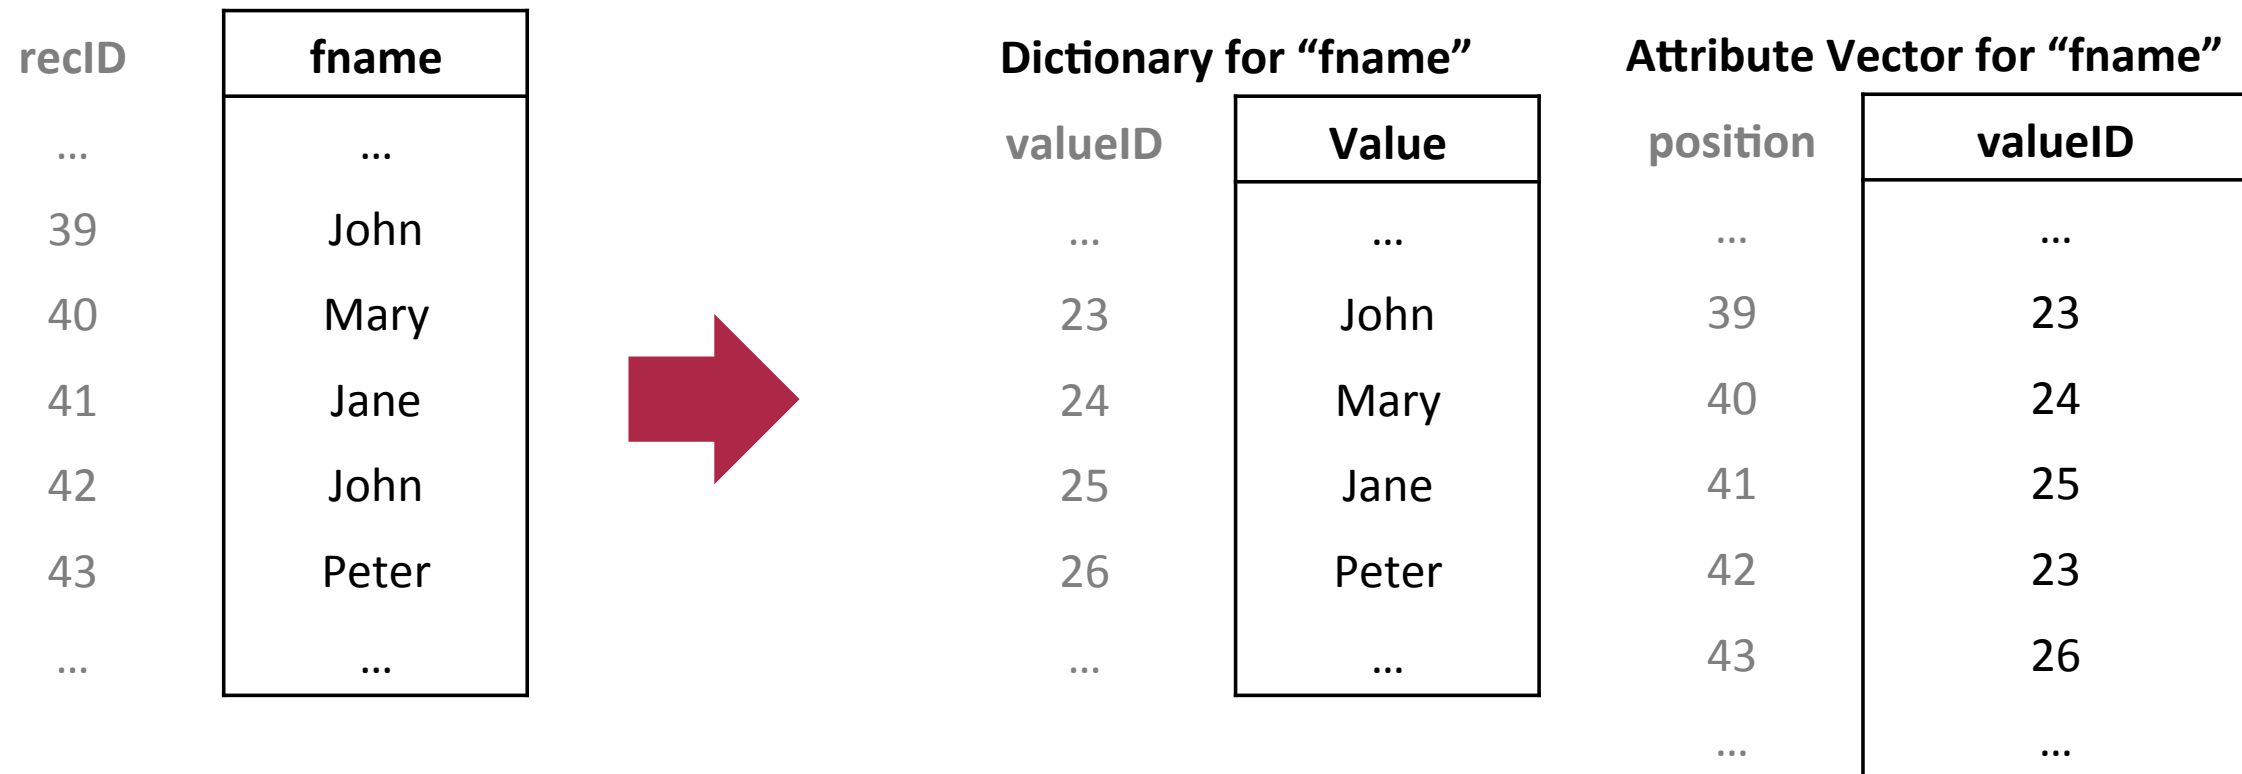 recID fname
... ...
39 John
40 Mary
41 Jane
42 John
43 Peter
... ...
Dictionary for “fname”
valueID Value
... ...
23 John
24 Mary
25 Jane
26 Peter
... ...
Attribute Vector for “fname”
position valueID
... ...
39 23
40 24
41 25
42 23
43 26
... ...